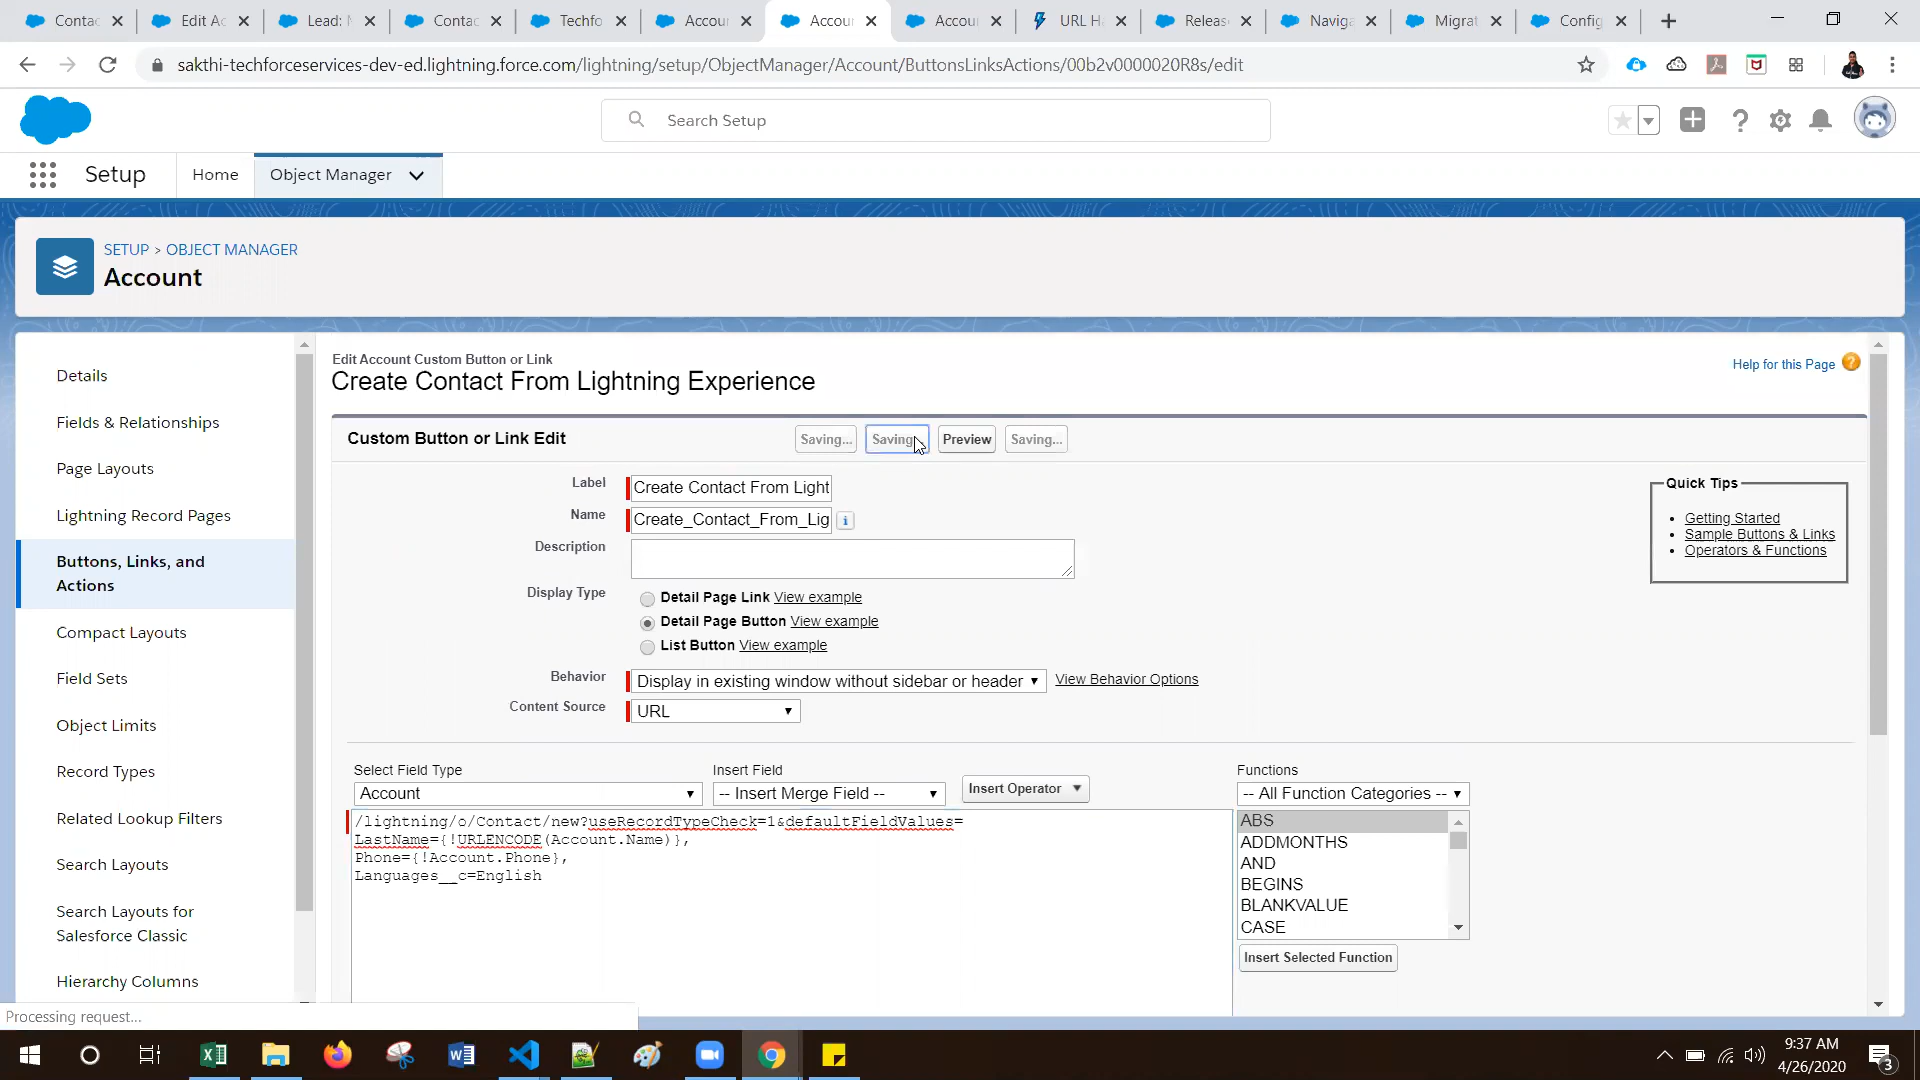 Contac
Edit Ac
Lead: N
Contac
Techfo
Accour
Accour
Accour
URL H
Releas
Naviga
Migrat
Config
sakthi-techforceservices-dev-ed.lightning.force.com/lightning/setup/ObjectManager/Account/ButtonsLinksActions/00b2v0000020R8s/edit
Search Setup
Setup
Home
Object Manager
SETUP > OBJECT MANAGER
Account
Details
Fields & Relationships
Page Layouts
Lightning Record Pages
Buttons, Links, and
Actions
Compact Layouts
Field Sets
Object Limits
Record Types
Related Lookup Filters
Search Layouts
Search Layouts for
Salesforce Classic
Hierarchy Columns
Edit Account Custom Button or Link
Create Contact From Lightning Experience
Help for this Page
Custom Button or Link Edit
Saving...
Saving
Preview
Saving...
Label
Create Contact From Light
Name
Create_Contact_From_Lig
Description
Display Type
Detail Page Link View example
Detail Page Button View example
List Button View example
Behavior
Display in existing window without sidebar or header
View Behavior Options
Content Source
URL
Quick Tips
Getting Started
Sample Buttons & Links
Operators & Functions
Select Field Type
Account
Insert Field
-- Insert Merge Field --
Insert Operator
Functions
-- All Function Categories --
/lightning/o/Contact/new?useRecordTypeCheck=1&defaultFieldValues=
LastName={!URLENCODE(Account.Name)},
Phone={!Account.Phone},
Languages__c=English
ABS
ADDMONTHS
AND
BEGINS
BLANKVALUE
CASE
Insert Selected Function
Processing request...
9:37 AM
4/26/2020
3